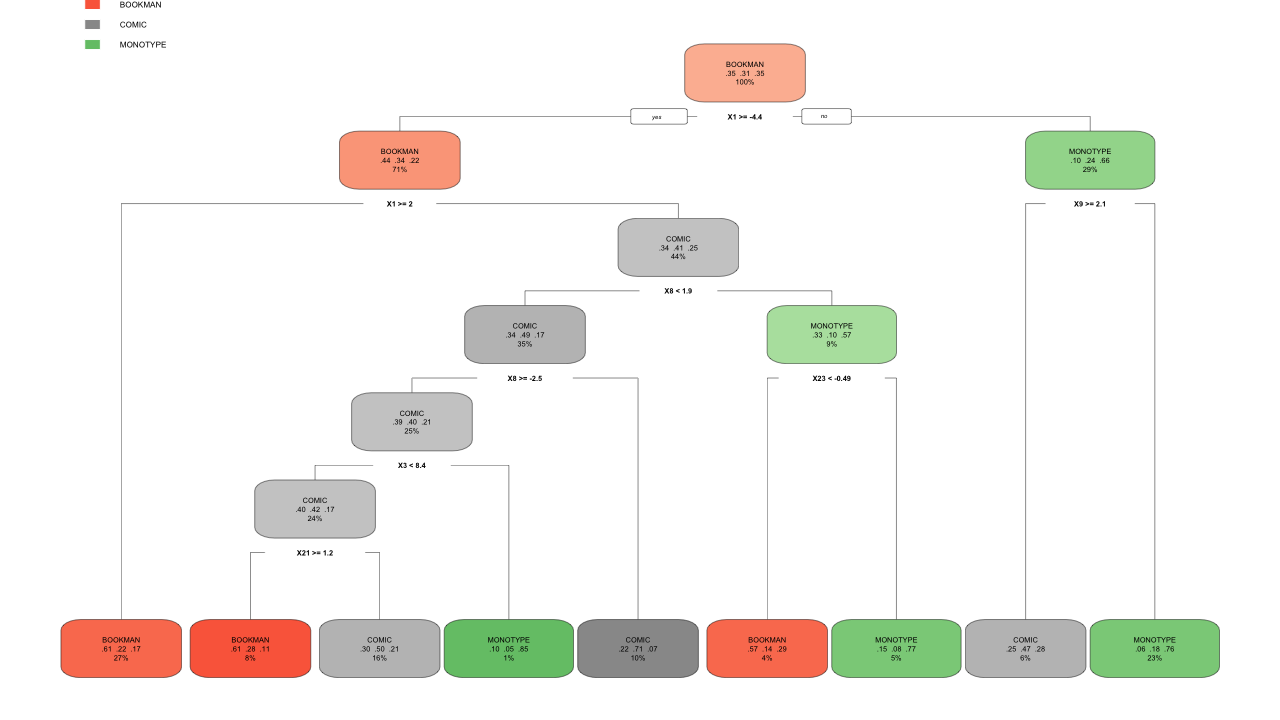 BOOKMAN
COMIC
MONOTYPE
BOOKMAN
.35 .31 .35
100%
yes X1 >= -4.4 no
BOOKMAN
.44 .34 .22
71%
MONOTYPE
.10 .24 .66
29%
X1 >= 2
X9 >= 2.1
COMIC
.34 .41 .25
44%
X8 < 1.9
COMIC
.34 .49 .17
35%
MONOTYPE
.33 .10 .57
9%
X8 >= -2.5
X23 < -0.49
COMIC
.39 .40 .21
25%
X3 < 8.4
COMIC
.40 .42 .17
24%
X21 >= 1.2
BOOKMAN
.61 .22 .17
27%
BOOKMAN
.61 .28 .11
8%
COMIC
.30 .50 .21
16%
MONOTYPE
.10 .05 .85
1%
COMIC
.22 .71 .07
10%
BOOKMAN
.57 .14 .29
4%
MONOTYPE
.15 .08 .77
5%
COMIC
.25 .47 .28
6%
MONOTYPE
.06 .18 .76
23%